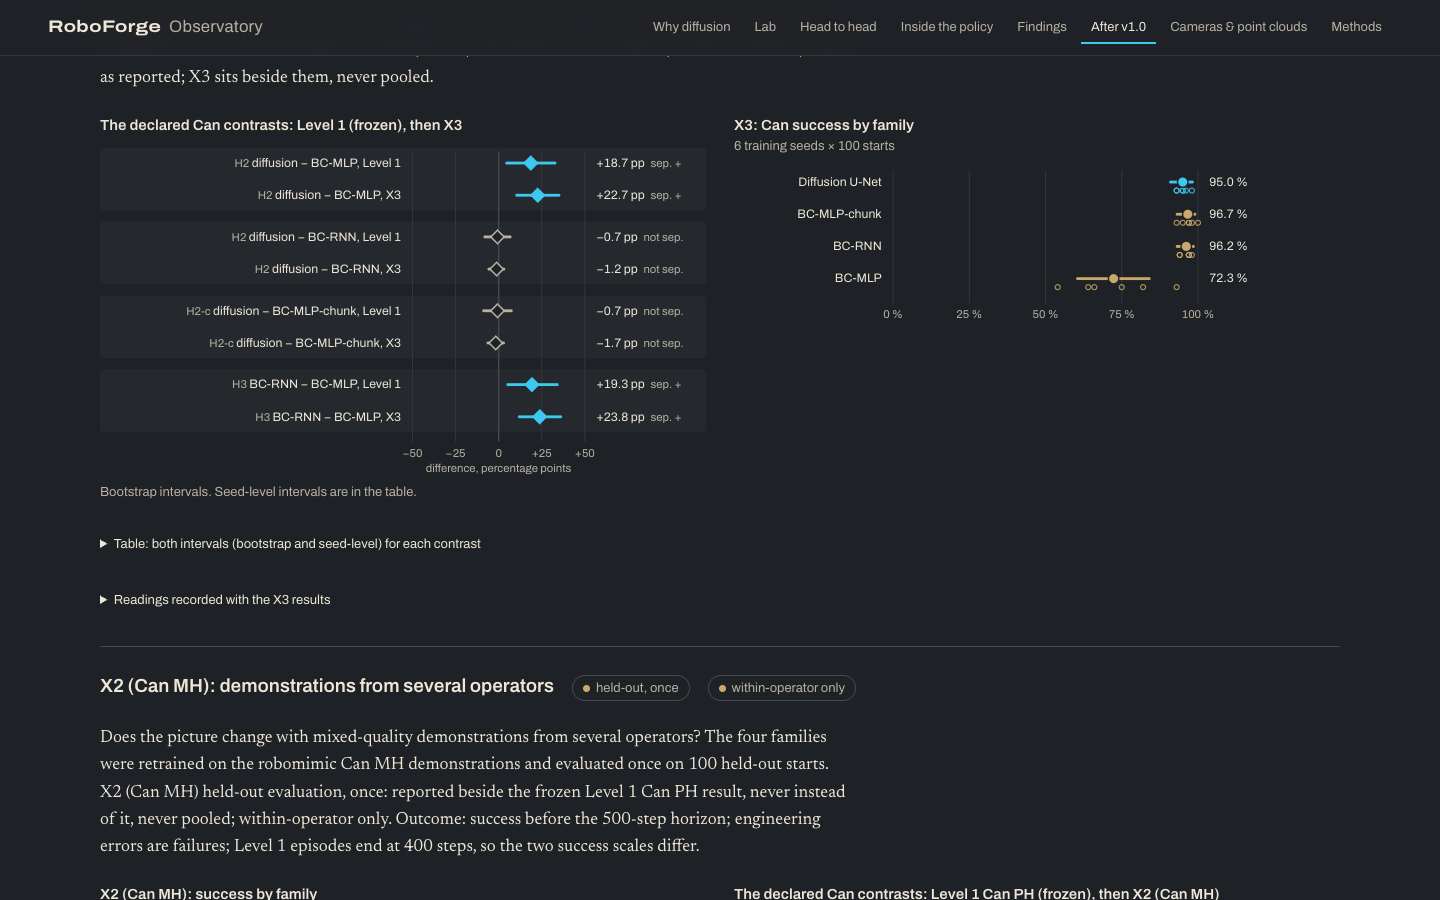 RoboForge Observatory
Why diffusion
Lab
Head to head
Inside the policy
Findings
After v1.0
Cameras & point clouds
Methods
as reported; X3 sits beside them, never pooled.
The declared Can contrasts: Level 1 (frozen), then X3
H2 diffusion – BC-MLP, Level 1 +18.7 pp sep. +
H2 diffusion – BC-MLP, X3 +22.7 pp sep. +
H2 diffusion – BC-RNN, Level 1 −0.7 pp not sep.
H2 diffusion – BC-RNN, X3 −1.2 pp not sep.
H2-c diffusion – BC-MLP-chunk, Level 1 −0.7 pp not sep.
H2-c diffusion – BC-MLP-chunk, X3 −1.7 pp not sep.
H3 BC-RNN – BC-MLP, Level 1 +19.3 pp sep. +
H3 BC-RNN – BC-MLP, X3 +23.8 pp sep. +
−50 −25 0 +25 +50
difference, percentage points
Bootstrap intervals. Seed-level intervals are in the table.
X3: Can success by family
6 training seeds × 100 starts
Diffusion U-Net 95.0 %
BC-MLP-chunk 96.7 %
BC-RNN 96.2 %
BC-MLP 72.3 %
0 % 25 % 50 % 75 % 100 %
Table: both intervals (bootstrap and seed-level) for each contrast
Readings recorded with the X3 results
X2 (Can MH): demonstrations from several operators
held-out, once
within-operator only
Does the picture change with mixed-quality demonstrations from several operators? The four families
were retrained on the robomimic Can MH demonstrations and evaluated once on 100 held-out starts.
X2 (Can MH) held-out evaluation, once: reported beside the frozen Level 1 Can PH result, never instead
of it, never pooled; within-operator only. Outcome: success before the 500-step horizon; engineering
errors are failures; Level 1 episodes end at 400 steps, so the two success scales differ.
X2 (Can MH): success by family
The declared Can contrasts: Level 1 Can PH (frozen), then X2 (Can MH)